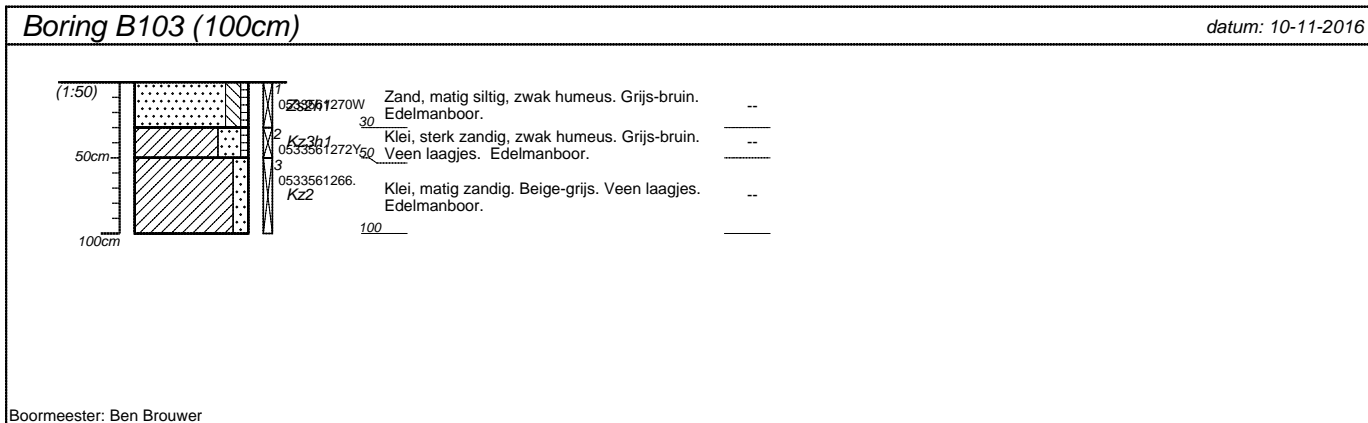 Boring B103 (100cm)
datum: 10-11-2016
(1:50)
1
0533561270W
Zs2h1
Zand, matig siltig, zwak humeus. Grijs-bruin.
Edelmanboor.
--
30
2
Kz3h1
0533561272Y
Klei, sterk zandig, zwak humeus. Grijs-bruin.
Veen laagjes. Edelmanboor.
--
50cm
50
3
0533561266.
Kz2
Klei, matig zandig. Beige-grijs. Veen laagjes.
Edelmanboor.
--
100
100cm
Boormeester: Ben Brouwer